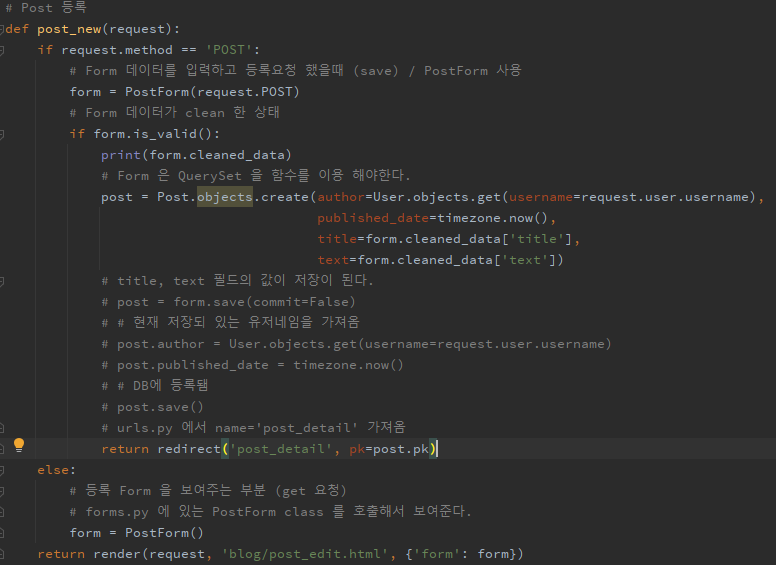 # Post 등록
def post_new(request):
    if request.method == 'POST':
        # Form 데이터를 입력하고 등록요청 했을때 (save) / PostForm 사용
        form = PostForm(request.POST)
        # Form 데이터가 clean 한 상태
        if form.is_valid():
            print(form.cleaned_data)
            # Form 은 QuerySet 을 함수를 이용 해야한다.
            post = Post.objects.create(author=User.objects.get(username=request.user.username),
                                       published_date=timezone.now(),
                                       title=form.cleaned_data['title'],
                                       text=form.cleaned_data['text'])
            # title, text 필드의 값이 저장이 된다.
            # post = form.save(commit=False)
            # # 현재 저장되 있는 유저네임을 가져옴
            # post.author = User.objects.get(username=request.user.username)
            # post.published_date = timezone.now()
            # # DB에 등록됌
            # post.save()
            # urls.py 에서 name='post_detail' 가져옴
            return redirect('post_detail', pk=post.pk)
    else:
        # 등록 Form 을 보여주는 부분 (get 요청)
        # forms.py 에 있는 PostForm class 를 호출해서 보여준다.
        form = PostForm()
    return render(request, 'blog/post_edit.html', {'form': form})